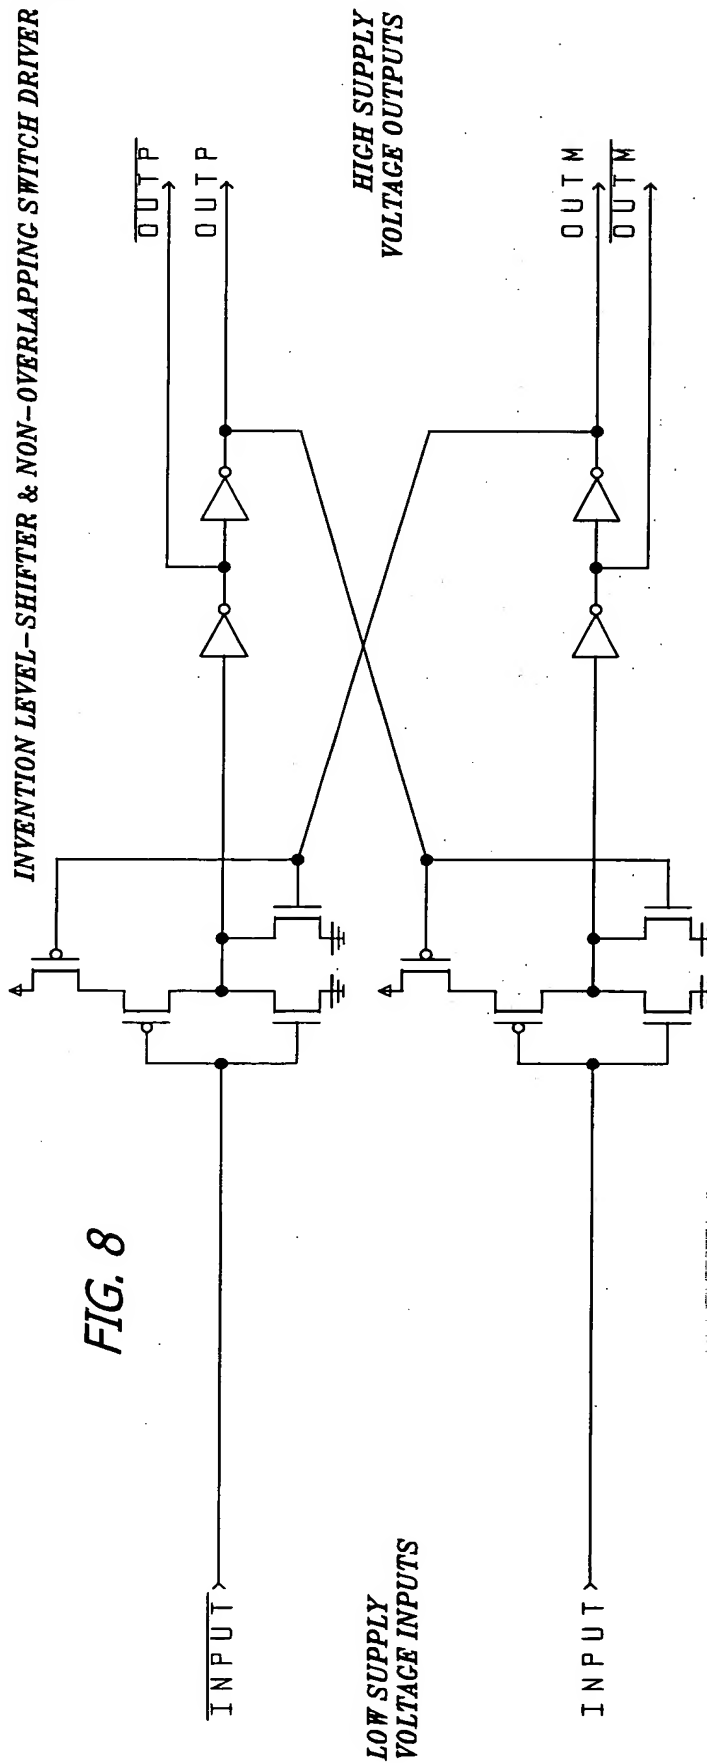 INVENTION LEVEL-SHIFTER & NON-OVERLAPPING SWITCH DRIVER
OUTP
OUTP
HIGH SUPPLY
VOLTAGE OUTPUTS
OUTM
OUTM
FIG. 8
INPUT
LOW SUPPLY
VOLTAGE INPUTS
INPUT